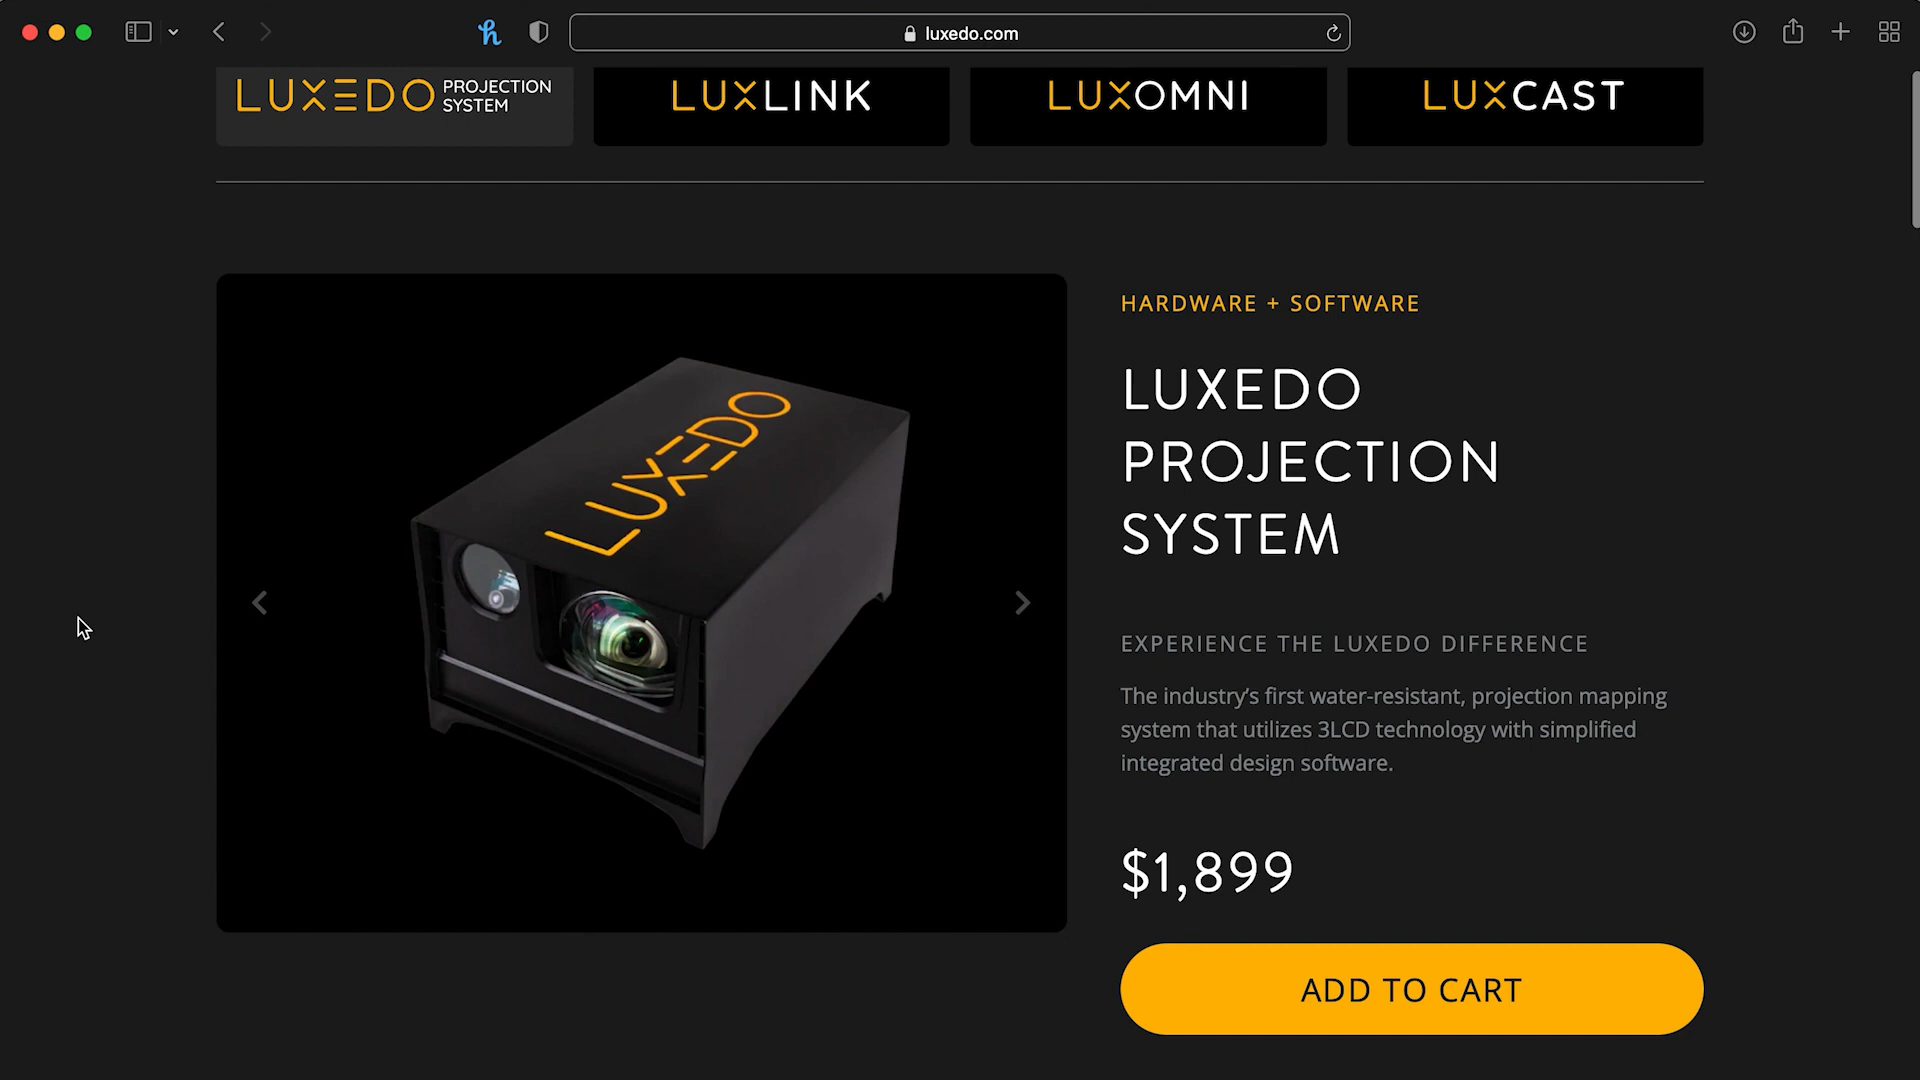 luxedo.com
LUXEDO PROJECTION SYSTEM
LUXLINK
LUXOMNI
LUXCAST
LUXEDO
HARDWARE + SOFTWARE
LUXEDO
PROJECTION
SYSTEM
EXPERIENCE THE LUXEDO DIFFERENCE
The industry’s first water-resistant, projection mapping
system that utilizes 3LCD technology with simplified
integrated design software.
$1,899
ADD TO CART